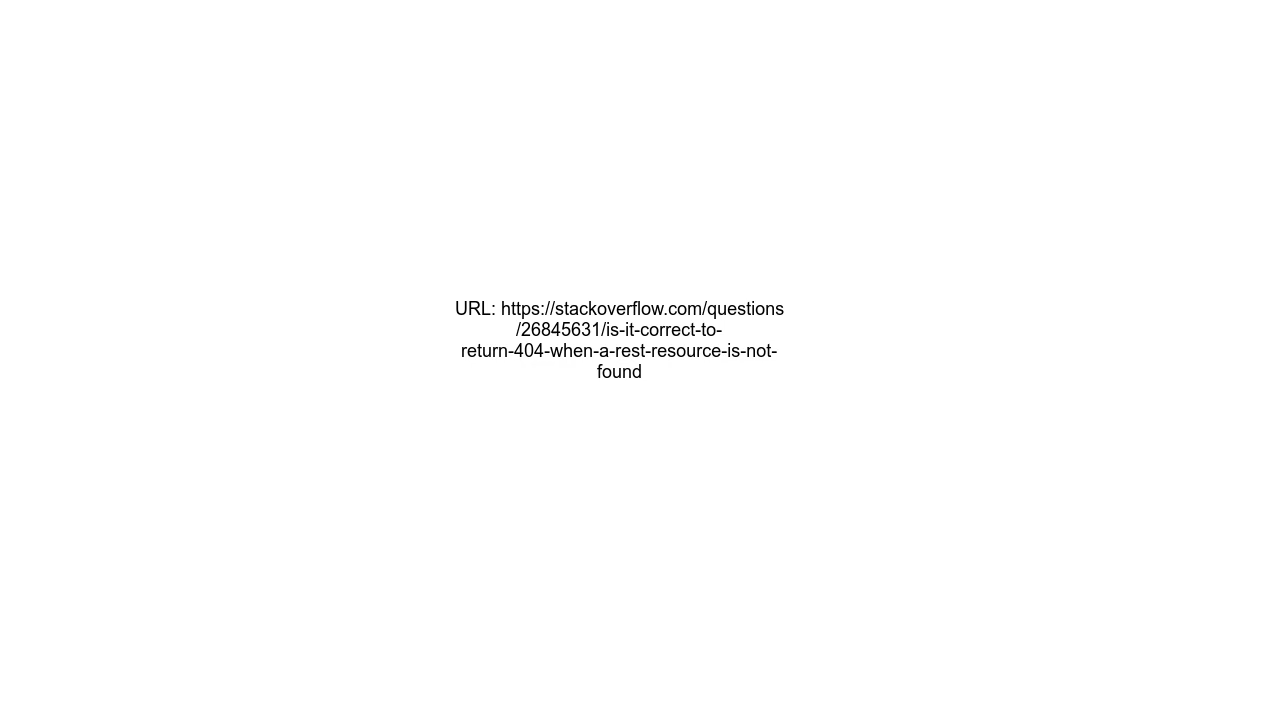 URL: https://stackoverflow.com/questions
/26845631/is-it-correct-to-
return-404-when-a-rest-resource-is-not-
found